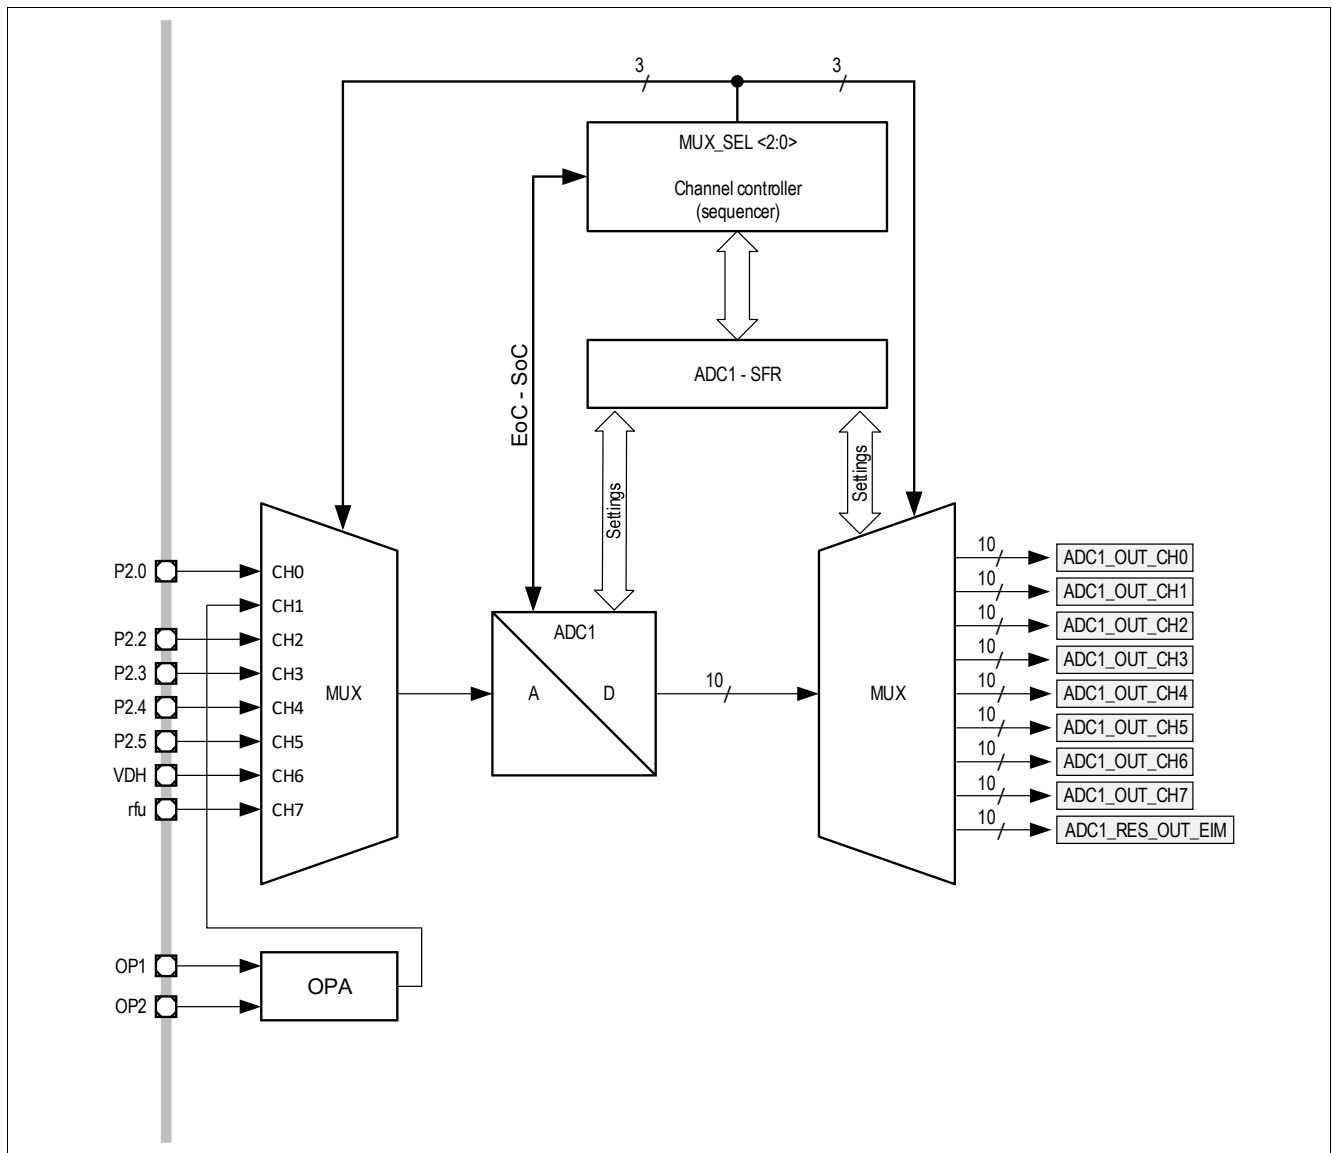 3
3
MUX_SEL <2:0>
Channel controller
(sequencer)
EoC - SoC
ADC1 - SFR
Settings
Settings
P2.0
P2.2
P2.3
P2.4
P2.5
VDH
rfu
CH0
CH1
CH2
CH3
CH4
CH5
CH6
CH7
MUX
ADC1
A
D
10
MUX
10
ADC1_OUT_CH0
10
ADC1_OUT_CH1
10
ADC1_OUT_CH2
10
ADC1_OUT_CH3
10
ADC1_OUT_CH4
10
ADC1_OUT_CH5
10
ADC1_OUT_CH6
10
ADC1_OUT_CH7
10
ADC1_RES_OUT_EIM
OP1
OP2
OPA